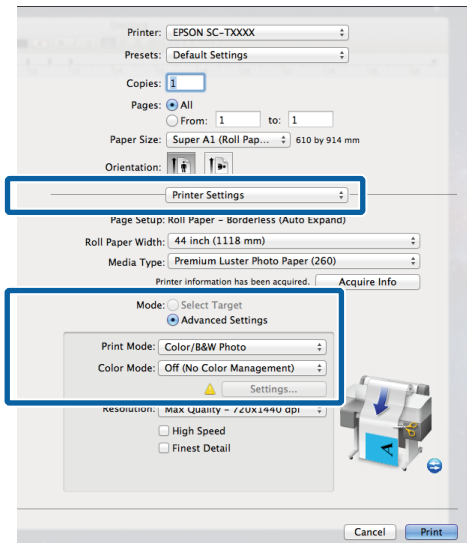 Printer: EPSON SC-TXXXX
Presets: Default Settings
Copies: 1
Pages: All
From: 1 to: 1
Paper Size: Super A1 (Roll Pap... 610 by 914 mm
Orientation:
Printer Settings
Page Setup: Roll Paper - Borderless (Auto Expand)
Roll Paper Width: 44 inch (1118 mm)
Media Type: Premium Luster Photo Paper (260)
Printer information has been acquired. Acquire Info
Mode: Select Target
Advanced Settings
Print Mode: Color/B&W Photo
Color Mode: Off (No Color Management)
Settings...
Resolution: Max Quality - 720x1440 dpi
High Speed
Finest Detail
A
Cancel Print